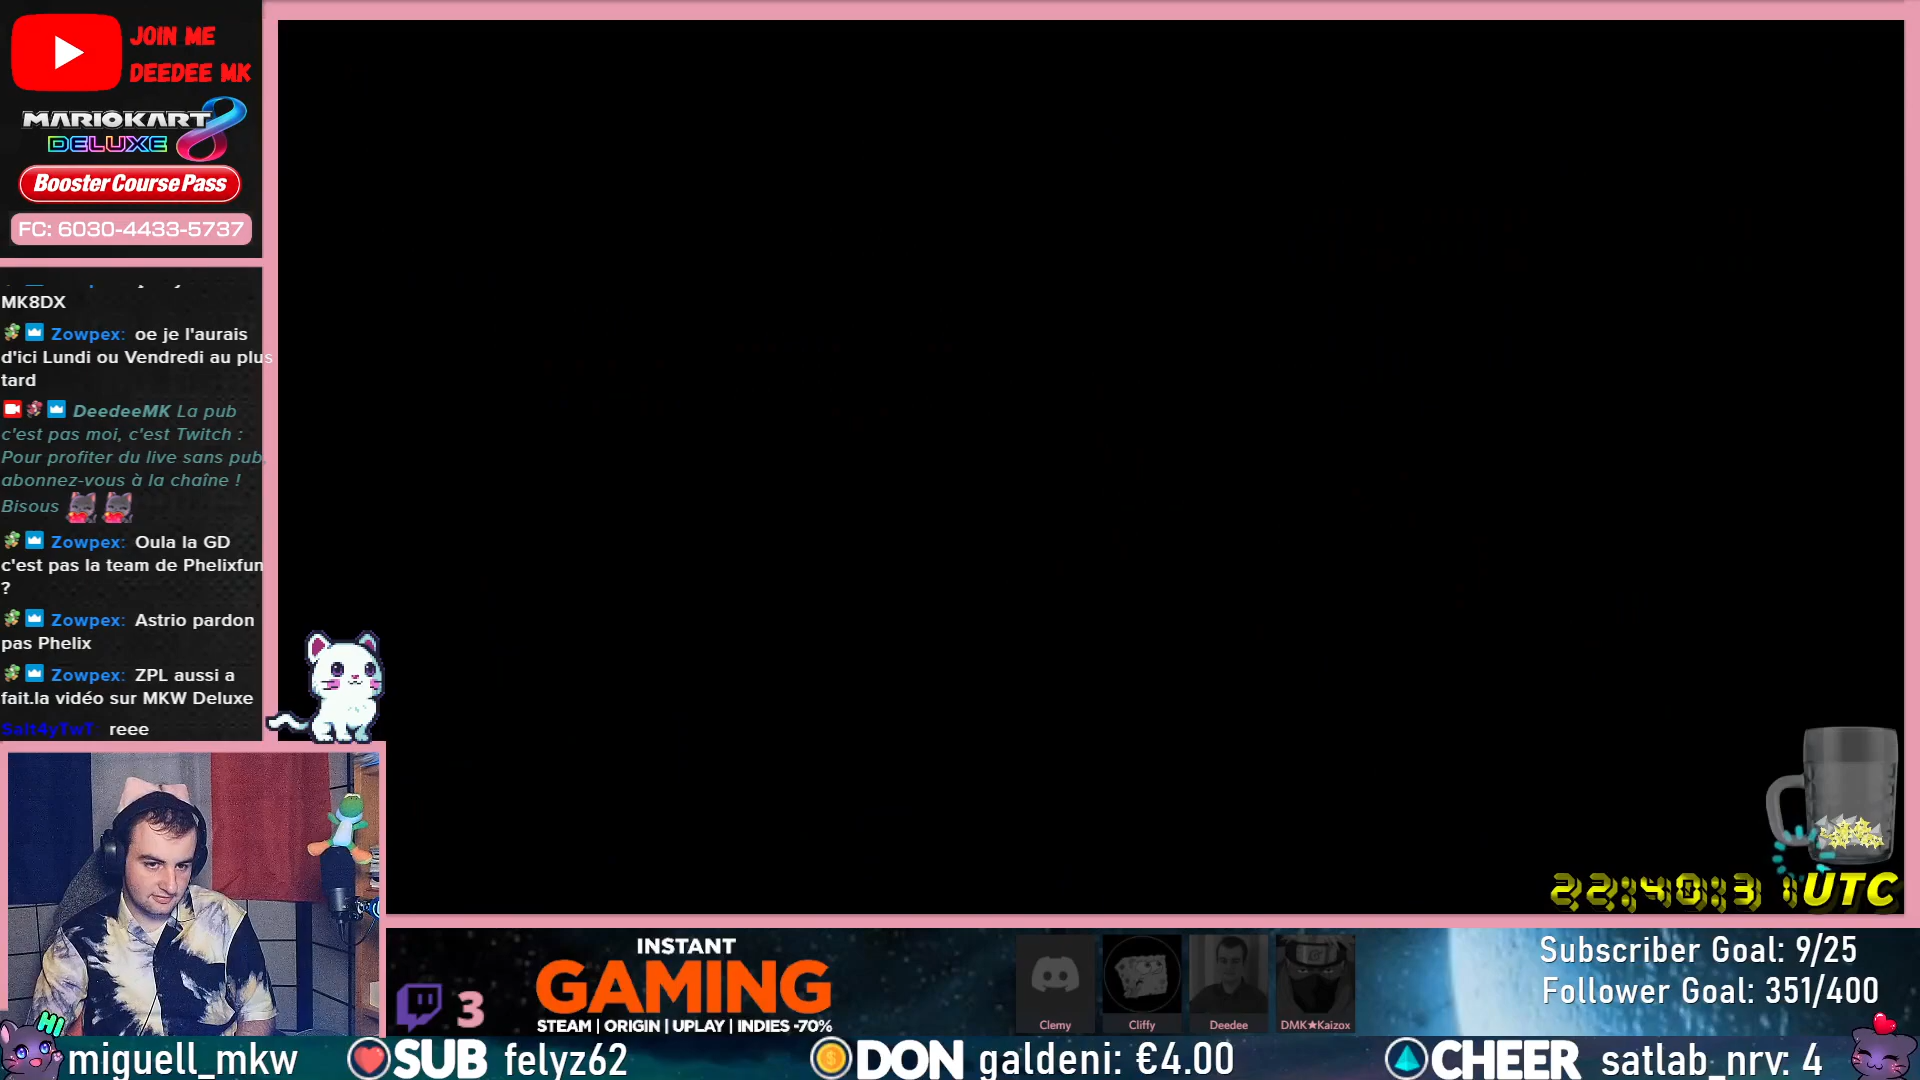 JOIN ME
DEEDEE MK
MARIOKART 8
DELUXE
Booster Course Pass
FC: 6030-4433-5737
MK8DX
Zowpex: oe je l'aurais
d'ici Lundi ou Vendredi au plus
tard
DeedeeMK La pub
c'est pas moi, c'est Twitch :
Pour profiter du live sans pub,
abonnez-vous à la chaîne !
Bisous
Zowpex: Oula la GD
c'est pas la team de Phelixfun
?
Zowpex: Astrio pardon
pas Phelix
Zowpex: ZPL aussi a
fait.la vidéo sur MKW Deluxe
Salt4yTwT reee
22:40:31 UTC
3
INSTANT
GAMING
STEAM | ORIGIN | UPLAY | INDIES -70%
Clemy
Cliffy
Deedee
DMK★Kaizox
Subscriber Goal: 9/25
Follower Goal: 351/400
HI
miguell_mkw
SUB felyz62
DON galdeni: €4.00
CHEER satlab_nrv: 4